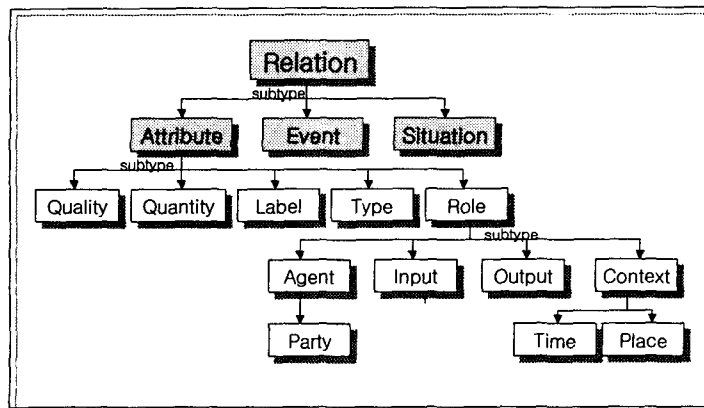 Relation
subtype
Attribute Event Situation
subtype
Quality Quantity Label Type Role
subtype
Agent Input Output Context
Party Time Place